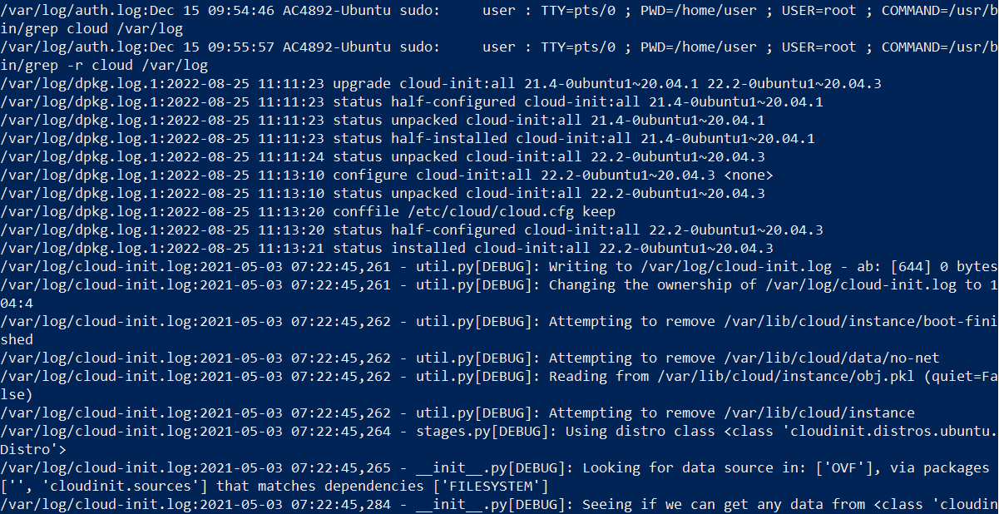 /var/log/auth.log:Dec 15 09:54:46 AC4892-Ubuntu sudo:     user : TTY=pts/0 ; PWD=/home/user ; USER=root ; COMMAND=/usr/b
in/grep cloud /var/log
/var/log/auth.log:Dec 15 09:55:57 AC4892-Ubuntu sudo:     user : TTY=pts/0 ; PWD=/home/user ; USER=root ; COMMAND=/usr/b
in/grep -r cloud /var/log
/var/log/dpkg.log.1:2022-08-25 11:11:23 upgrade cloud-init:all 21.4-0ubuntu1~20.04.1 22.2-0ubuntu1~20.04.3
/var/log/dpkg.log.1:2022-08-25 11:11:23 status half-configured cloud-init:all 21.4-0ubuntu1~20.04.1
/var/log/dpkg.log.1:2022-08-25 11:11:23 status unpacked cloud-init:all 21.4-0ubuntu1~20.04.1
/var/log/dpkg.log.1:2022-08-25 11:11:23 status half-installed cloud-init:all 21.4-0ubuntu1~20.04.1
/var/log/dpkg.log.1:2022-08-25 11:11:24 status unpacked cloud-init:all 22.2-0ubuntu1~20.04.3
/var/log/dpkg.log.1:2022-08-25 11:13:10 configure cloud-init:all 22.2-0ubuntu1~20.04.3 <none>
/var/log/dpkg.log.1:2022-08-25 11:13:10 status unpacked cloud-init:all 22.2-0ubuntu1~20.04.3
/var/log/dpkg.log.1:2022-08-25 11:13:20 conffile /etc/cloud/cloud.cfg keep
/var/log/dpkg.log.1:2022-08-25 11:13:20 status half-configured cloud-init:all 22.2-0ubuntu1~20.04.3
/var/log/dpkg.log.1:2022-08-25 11:13:21 status installed cloud-init:all 22.2-0ubuntu1~20.04.3
/var/log/cloud-init.log:2021-05-03 07:22:45,261 - util.py[DEBUG]: Writing to /var/log/cloud-init.log - ab: [644] 0 bytes
/var/log/cloud-init.log:2021-05-03 07:22:45,261 - util.py[DEBUG]: Changing the ownership of /var/log/cloud-init.log to 1
04:4
/var/log/cloud-init.log:2021-05-03 07:22:45,262 - util.py[DEBUG]: Attempting to remove /var/lib/cloud/instance/boot-fini
shed
/var/log/cloud-init.log:2021-05-03 07:22:45,262 - util.py[DEBUG]: Attempting to remove /var/lib/cloud/data/no-net
/var/log/cloud-init.log:2021-05-03 07:22:45,262 - util.py[DEBUG]: Reading from /var/lib/cloud/instance/obj.pkl (quiet=Fa
lse)
/var/log/cloud-init.log:2021-05-03 07:22:45,262 - util.py[DEBUG]: Attempting to remove /var/lib/cloud/instance
/var/log/cloud-init.log:2021-05-03 07:22:45,264 - stages.py[DEBUG]: Using distro class <class 'cloudinit.distros.ubuntu.
Distro'>
/var/log/cloud-init.log:2021-05-03 07:22:45,265 - __init__.py[DEBUG]: Looking for data source in: ['OVF'], via packages
['', 'cloudinit.sources'] that matches dependencies ['FILESYSTEM']
/var/log/cloud-init.log:2021-05-03 07:22:45,284 - __init__.py[DEBUG]: Seeing if we can get any data from <class 'cloudin